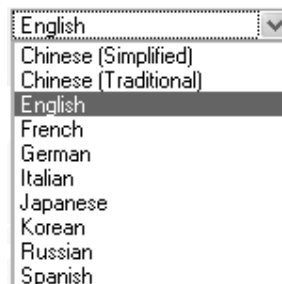 English
Chinese (Simplified)
Chinese (Traditional)
English
French
German
Italian
Japanese
Korean
Russian
Spanish